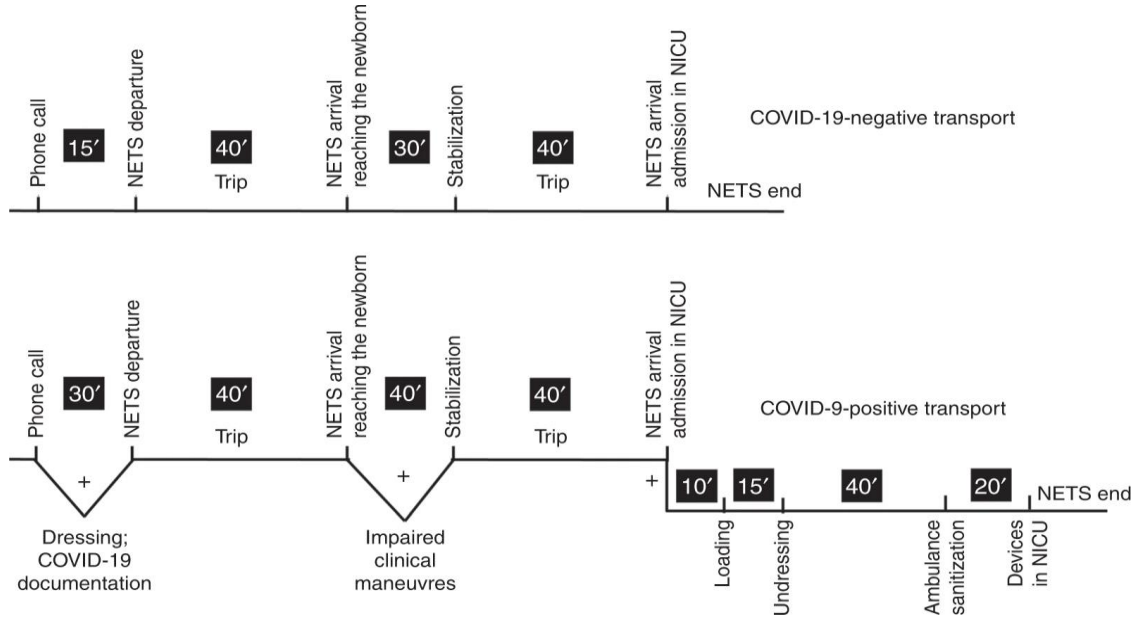 Phone call
15′
NETS departure
40′
Trip
NETS arrival
reaching the newborn
30′
Stabilization
40′
Trip
NETS arrival
admission in NICU
COVID-19-negative transport
NETS end
Phone call
30′
NETS departure
40′
Trip
NETS arrival
reaching the newborn
40′
Stabilization
40′
Trip
NETS arrival
admission in NICU
COVID-9-positive transport
+
Dressing;
COVID-19
documentation
+
Impaired
clinical
maneuvres
+
10′
Loading
15′
Undressing
40′
Ambulance
sanitization
20′
Devices
in NICU
NETS end